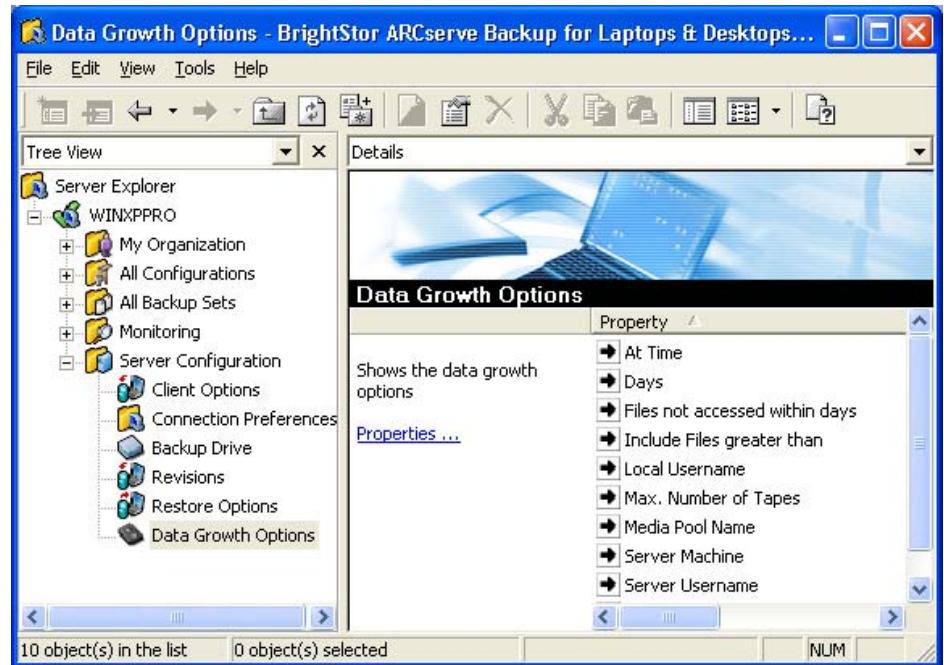 Data Growth Options - BrightStor ARCserve Backup for Laptops & Desktops...
File Edit View Tools Help
Tree View
Details
Server Explorer
WINXPPRO
My Organization
All Configurations
All Backup Sets
Monitoring
Server Configuration
Client Options
Connection Preferences
Backup Drive
Revisions
Restore Options
Data Growth Options
Data Growth Options
Shows the data growth
options
Properties ...
Property
At Time
Days
Files not accessed within days
Include Files greater than
Local Username
Max. Number of Tapes
Media Pool Name
Server Machine
Server Username
10 object(s) in the list
0 object(s) selected
NUM